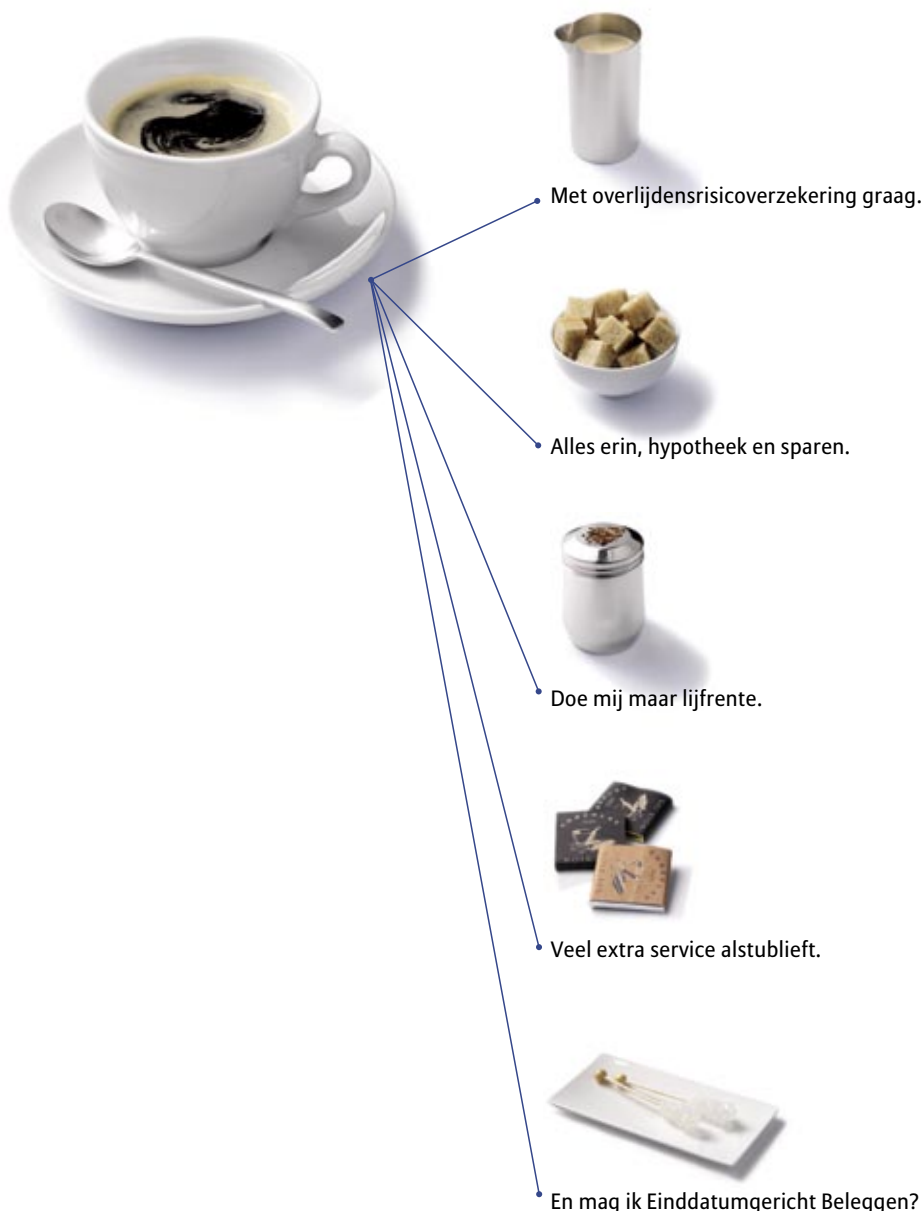 Met overlijdensrisicoverzekering graag.
Alles erin, hypotheek en sparen.
Doe mij maar lijfrente.
Veel extra service alstublieft.
En mag ik Einddatumgericht Beleggen?